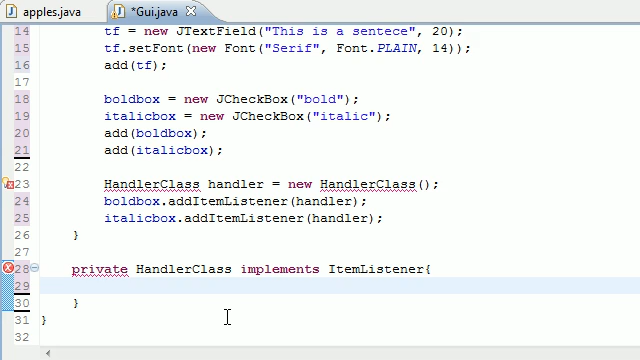 apples.java *Gui.java
14 tf = new JTextField("This is a sentece", 20);
15 tf.setFont(new Font("Serif", Font.PLAIN, 14));
16 add(tf);
17
18 boldbox = new JCheckBox("bold");
19 italicbox = new JCheckBox("italic");
20 add(boldbox);
21 add(italicbox);
22
23 HandlerClass handler = new HandlerClass();
24 boldbox.addItemListener(handler);
25 italicbox.addItemListener(handler);
26 }
27
28 private HandlerClass implements ItemListener{
29
30 }
31 }
32